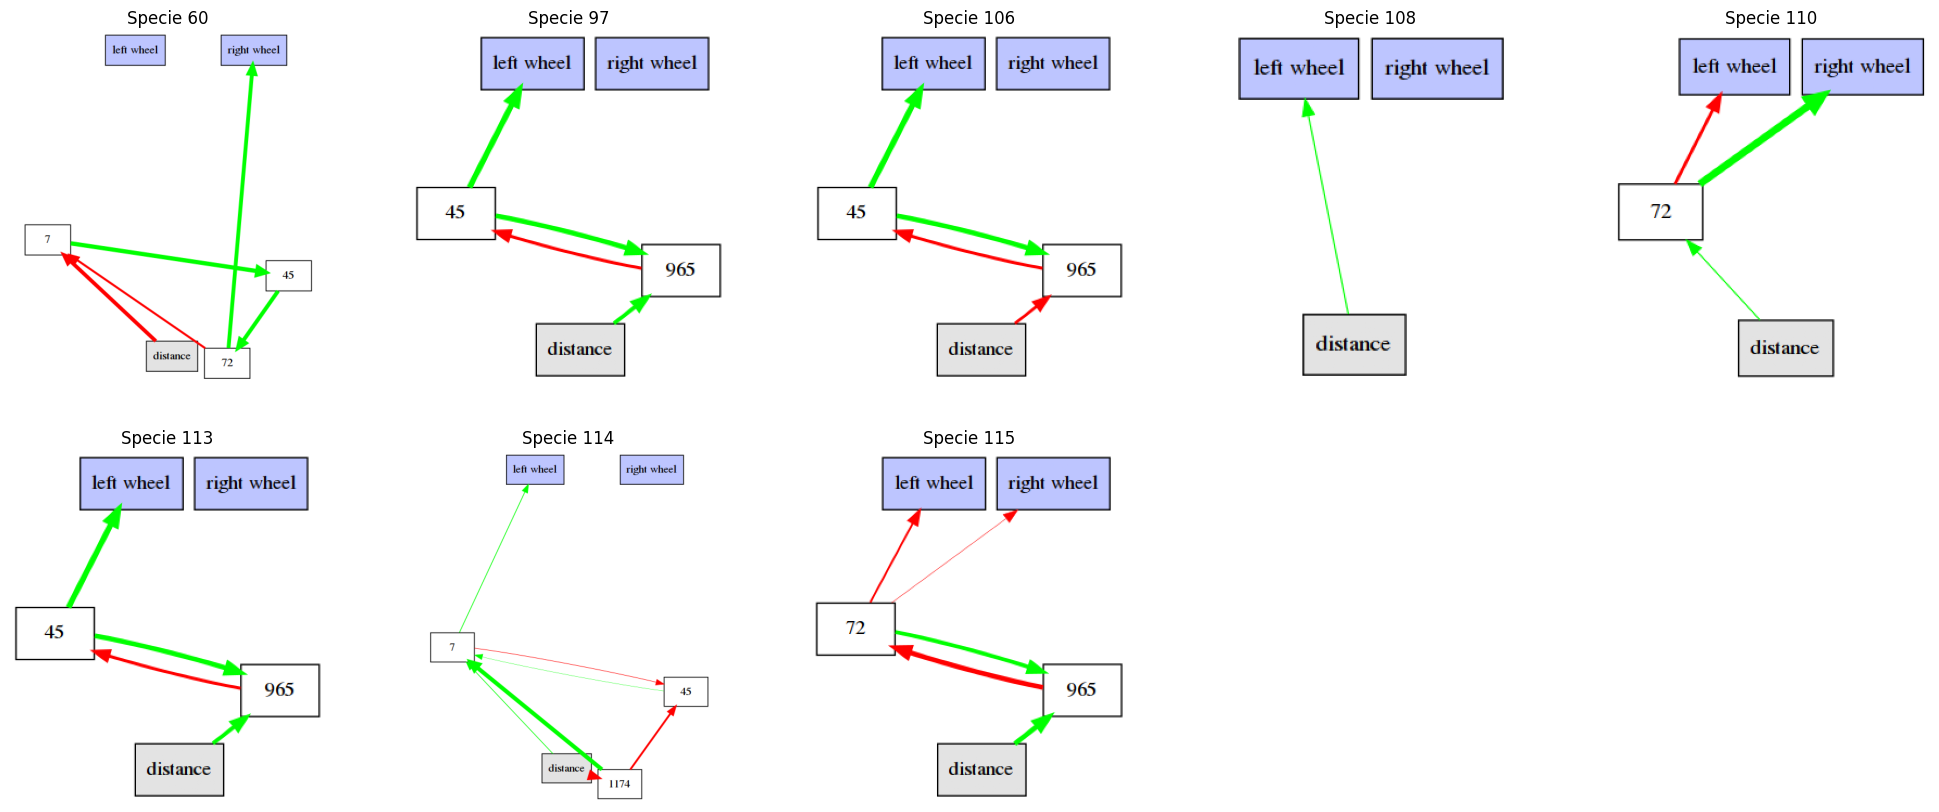 Specie 60
left wheel
right wheel
7
45
distance
72
Specie 97
left wheel
right wheel
45
965
distance
Specie 106
left wheel
right wheel
45
965
distance
Specie 108
left wheel
right wheel
distance
Specie 110
left wheel
right wheel
72
distance
Specie 113
left wheel
right wheel
45
965
distance
Specie 114
left wheel
right wheel
7
45
distance
1174
Specie 115
left wheel
right wheel
72
965
distance